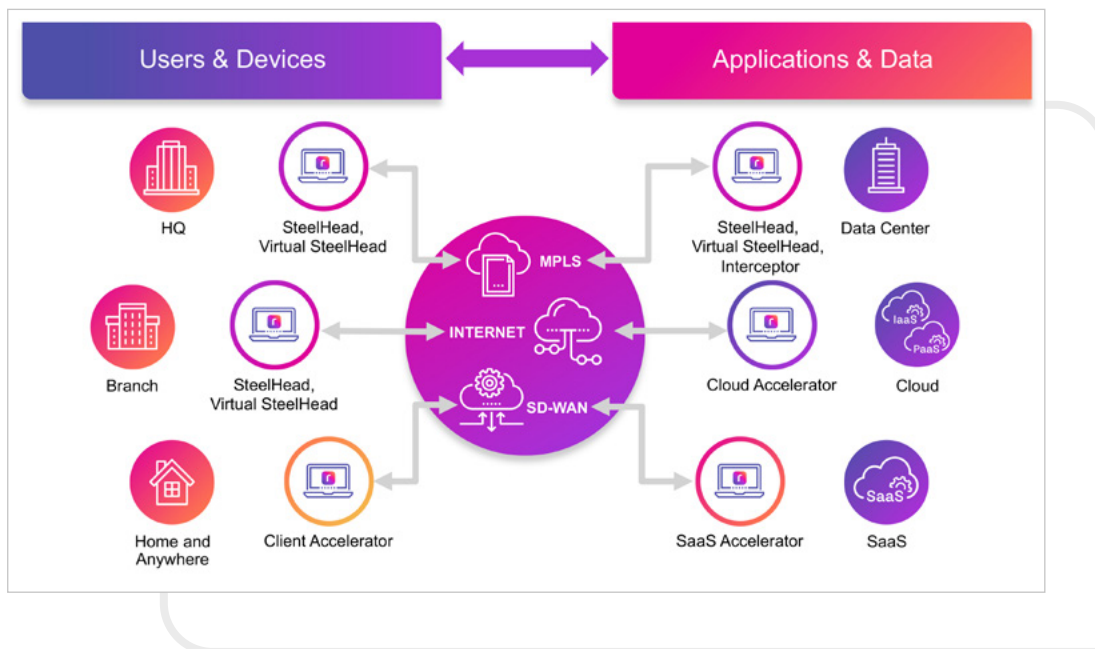 Users & Devices
Applications & Data
HQ
SteelHead,
Virtual SteelHead
MPLS
SteelHead,
Virtual SteelHead,
Interceptor
Data Center
Branch
SteelHead,
Virtual SteelHead
INTERNET
Cloud Accelerator
IaaS
PaaS
Cloud
Home and
Anywhere
Client Accelerator
SD-WAN
SaaS Accelerator
SaaS
SaaS